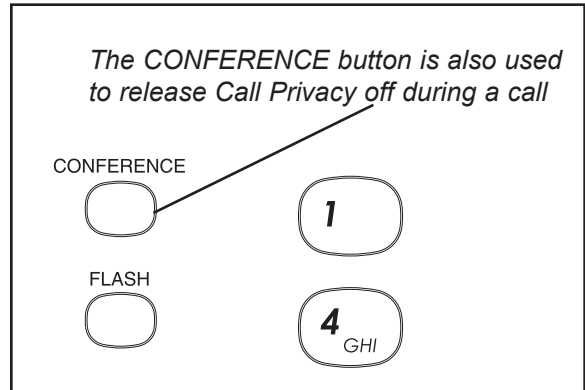 The CONFERENCE button is also used
to release Call Privacy off during a call
CONFERENCE
1
FLASH
4 GHI